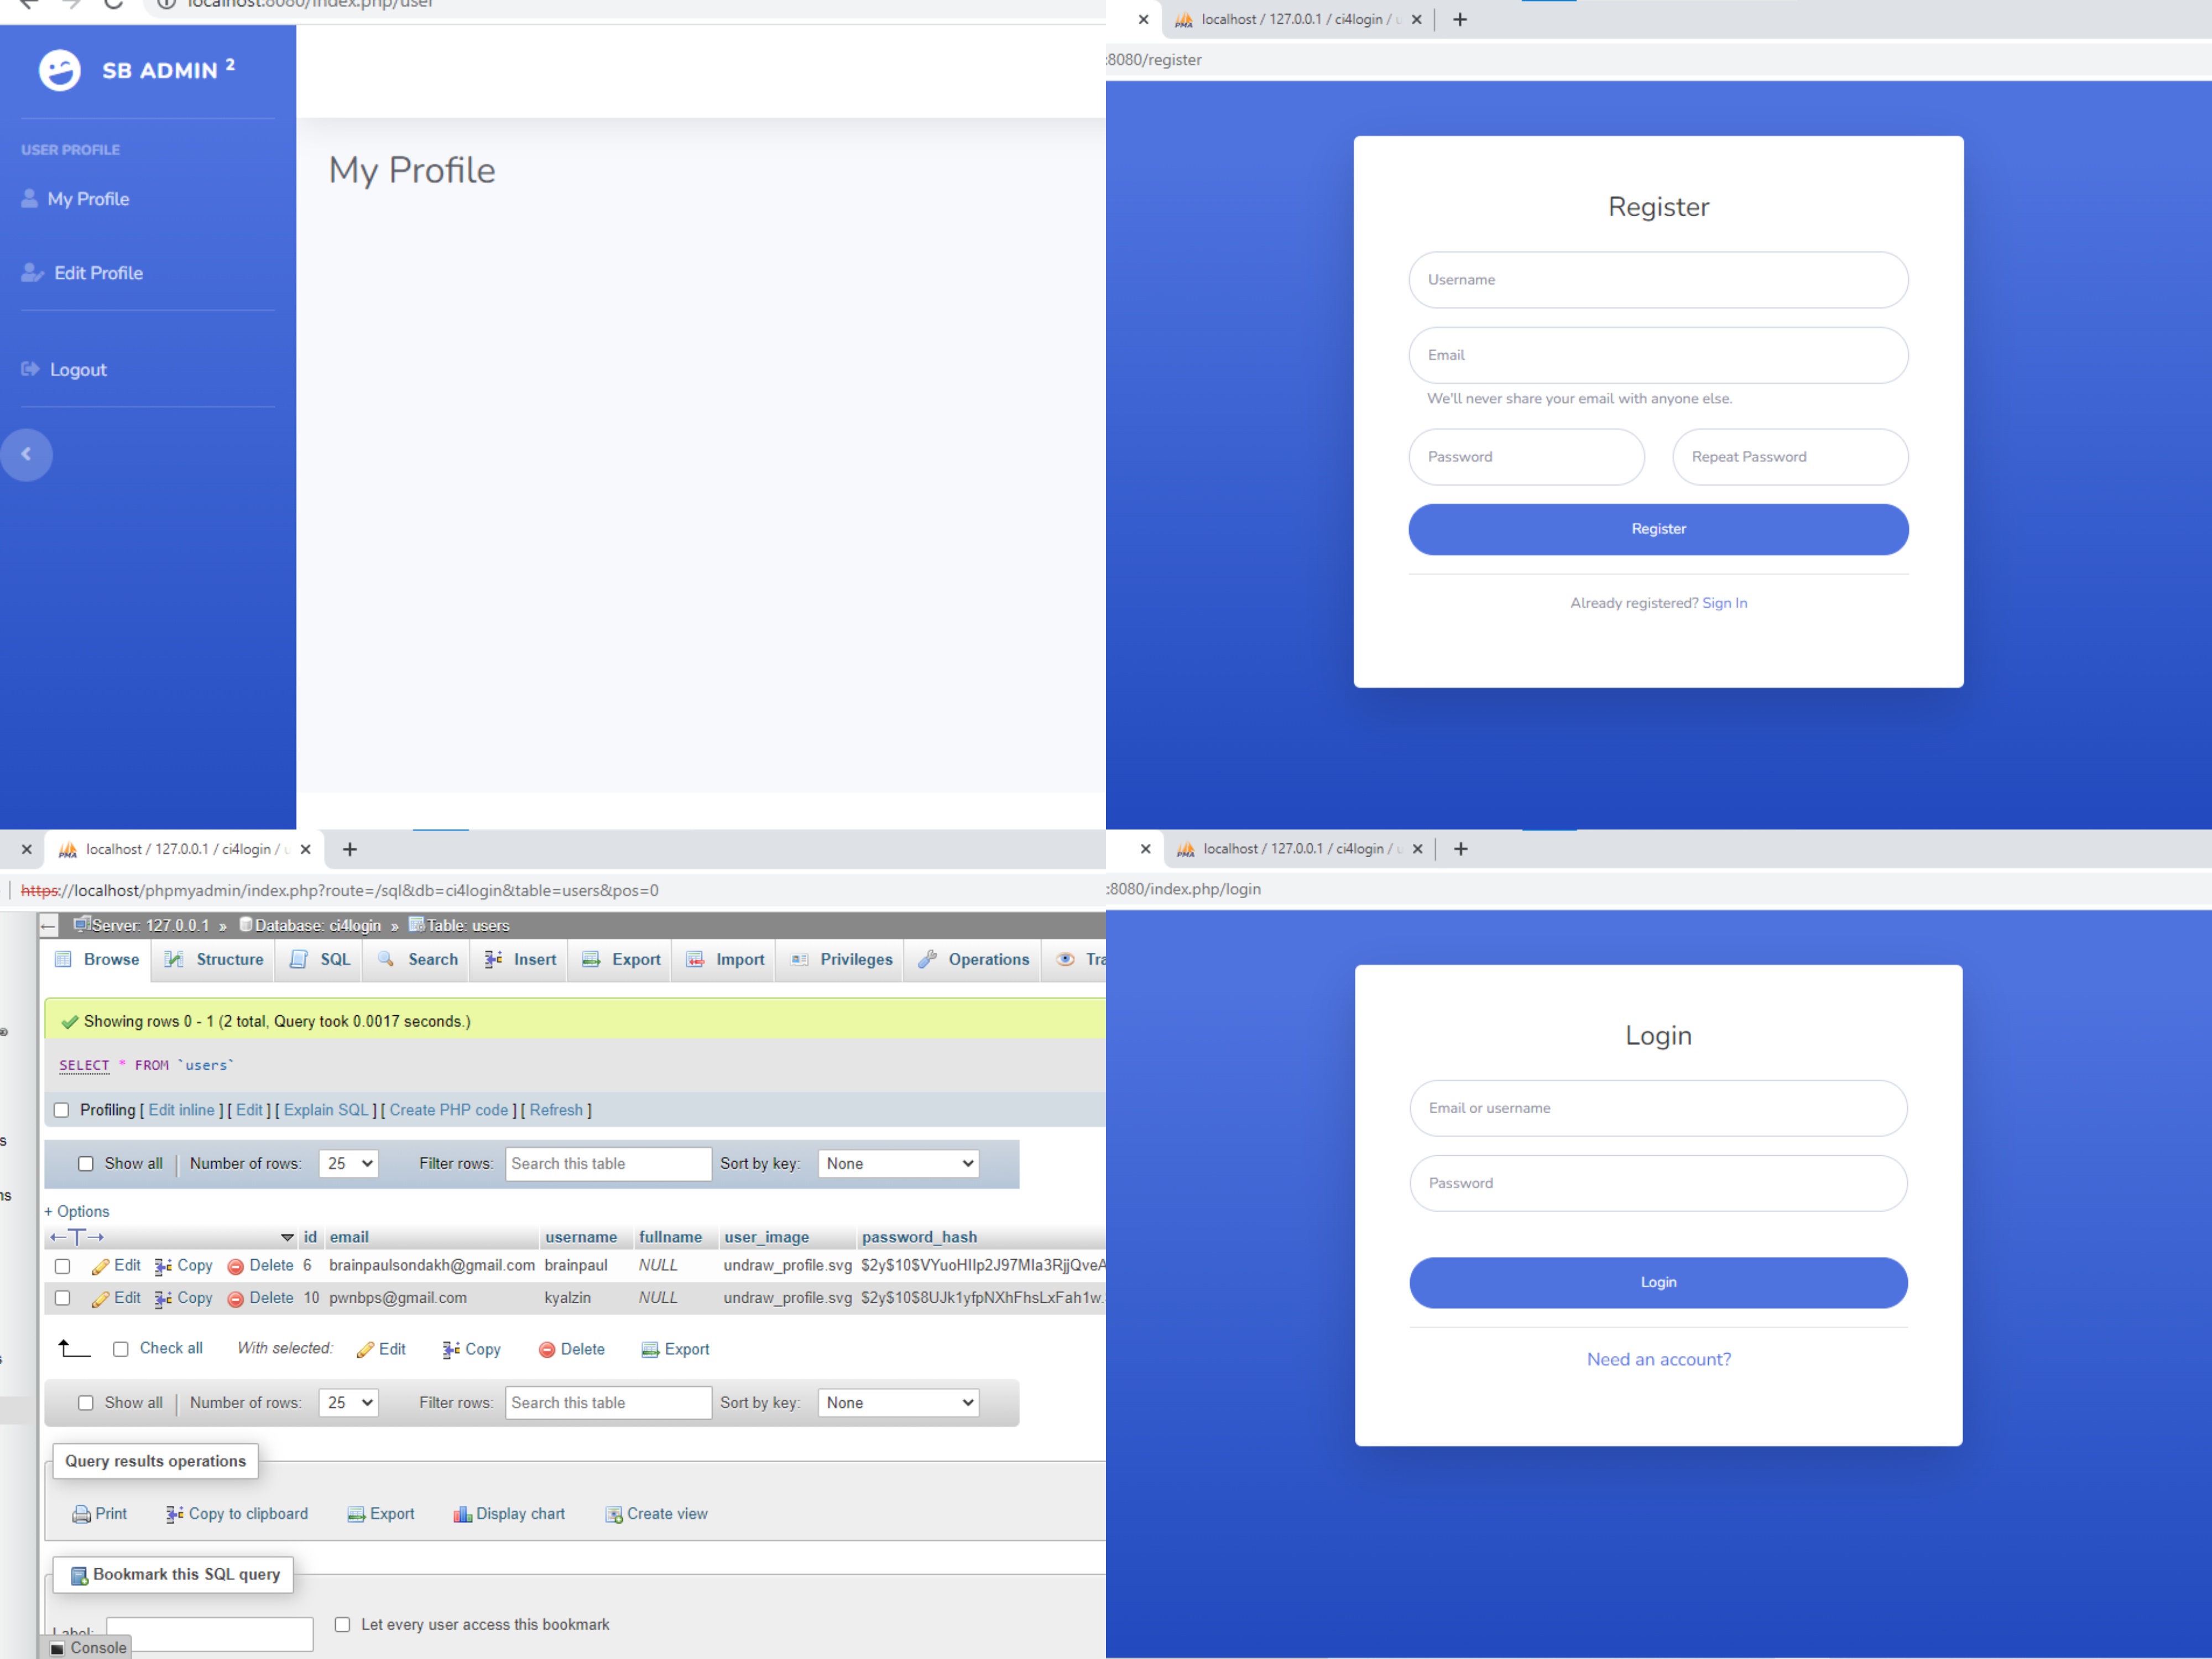 localhost:8080/index.php/user
SB ADMIN 2
USER PROFILE
My Profile
Edit Profile
Logout
My Profile
localhost / 127.0.0.1 / ci4login /
:8080/register
Register
Username
Email
We'll never share your email with anyone else.
Password Repeat Password
Register
Already registered? Sign In
localhost / 127.0.0.1 / ci4login /
https://localhost/phpmyadmin/index.php?route=/sql&db=ci4login&table=users&pos=0
Server: 127.0.0.1 » Database: ci4login » Table: users
Browse Structure SQL Search Insert Export Import Privileges Operations
Showing rows 0 - 1 (2 total, Query took 0.0017 seconds.)
SELECT * FROM `users`
Profiling [ Edit inline ] [ Edit ] [ Explain SQL ] [ Create PHP code ] [ Refresh ]
Show all Number of rows: 25 Filter rows: Search this table Sort by key: None
+ Options
id email username fullname user_image password_hash
Edit Copy Delete 6 brainpaulsondakh@gmail.com brainpaul NULL undraw_profile.svg
Edit Copy Delete 10 pwnbps@gmail.com kyalzin NULL undraw_profile.svg
Check all With selected: Edit Copy Delete Export
Show all Number of rows: 25 Filter rows: Search this table Sort by key: None
Query results operations
Print Copy to clipboard Export Display chart Create view
Bookmark this SQL query
Label: Let every user access this bookmark
Console
localhost / 127.0.0.1 / ci4login /
:8080/index.php/login
Login
Email or username
Password
Login
Need an account?